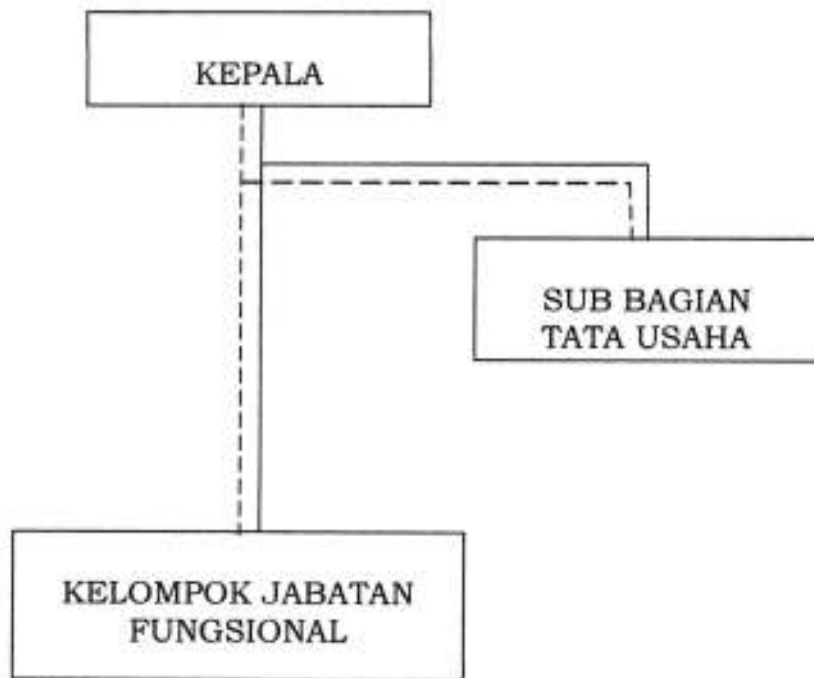 KEPALA
SUB BAGIAN
TATA USAHA
KELOMPOK JABATAN
FUNGSIONAL